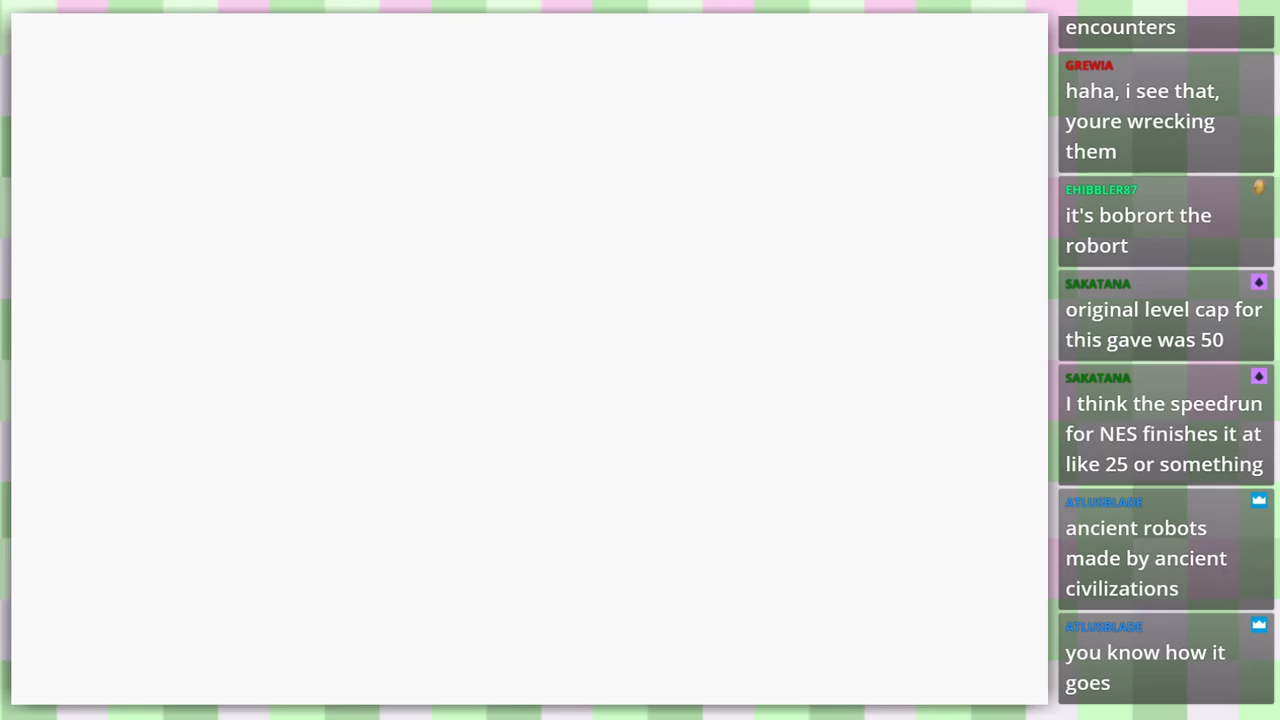 encounters
GREWIA
haha, i see that,
youre wrecking
them
EHIBBLER87
it's bobrort the
robort
SAKATANA
original level cap for
this gave was 50
SAKATANA
I think the speedrun
for NES finishes it at
like 25 or something
ATLUSBLADE
ancient robots
made by ancient
civilizations
ATLUSBLADE
you know how it
goes